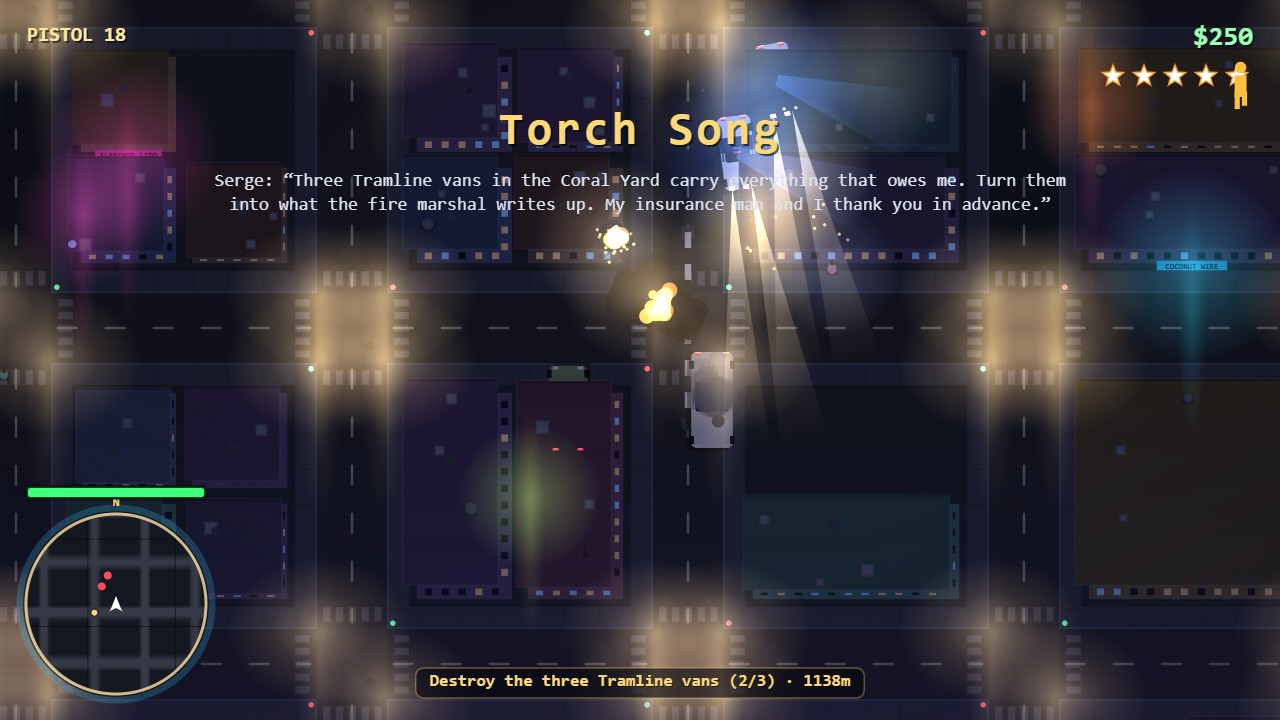 PISTOL 18
$250
Torch Song
Serge: “Three Tramline vans in the Coral Yard carry everything that owes me. Turn them
into what the fire marshal writes up. My insurance man and I thank you in advance.”
FLAMINGO LIDO
COCONUT WIRE
N
Destroy the three Tramline vans (2/3) · 1138m